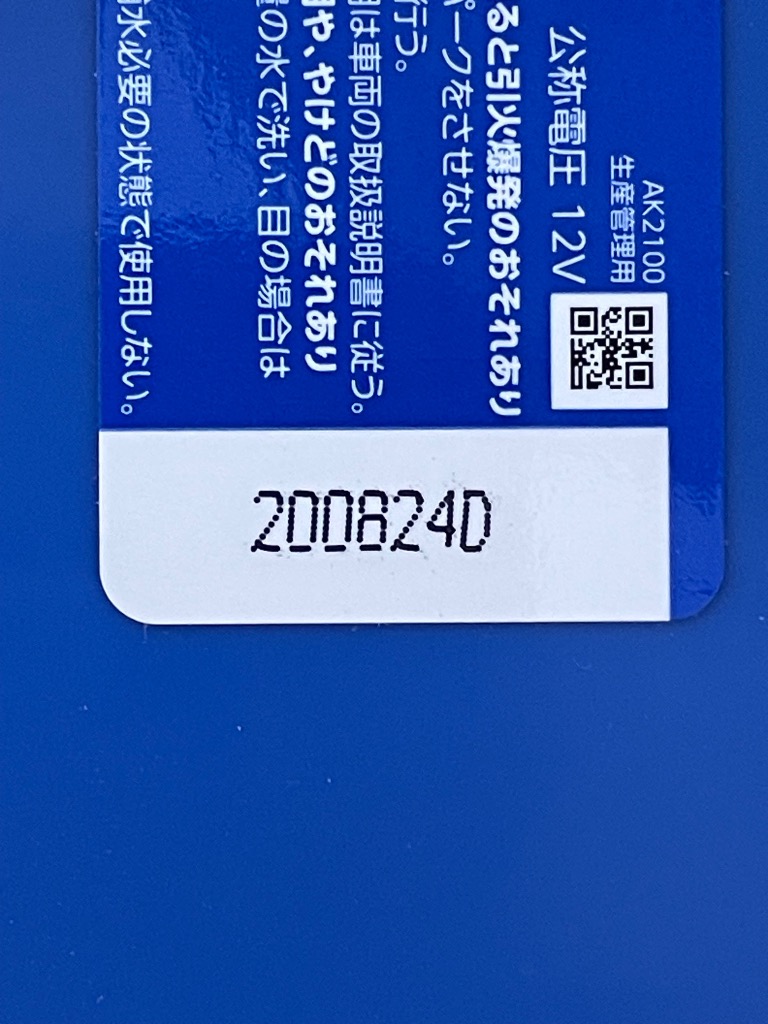 AK2100
生産管理用
公称電圧 12V
ると引火爆発のおそれあり
パークをさせない。
行う。
は車両の取扱説明書に従う。
明や、やけどのおそれあり
量の水で洗い、目の場合は
水必要の状態で使用しない。
200824D